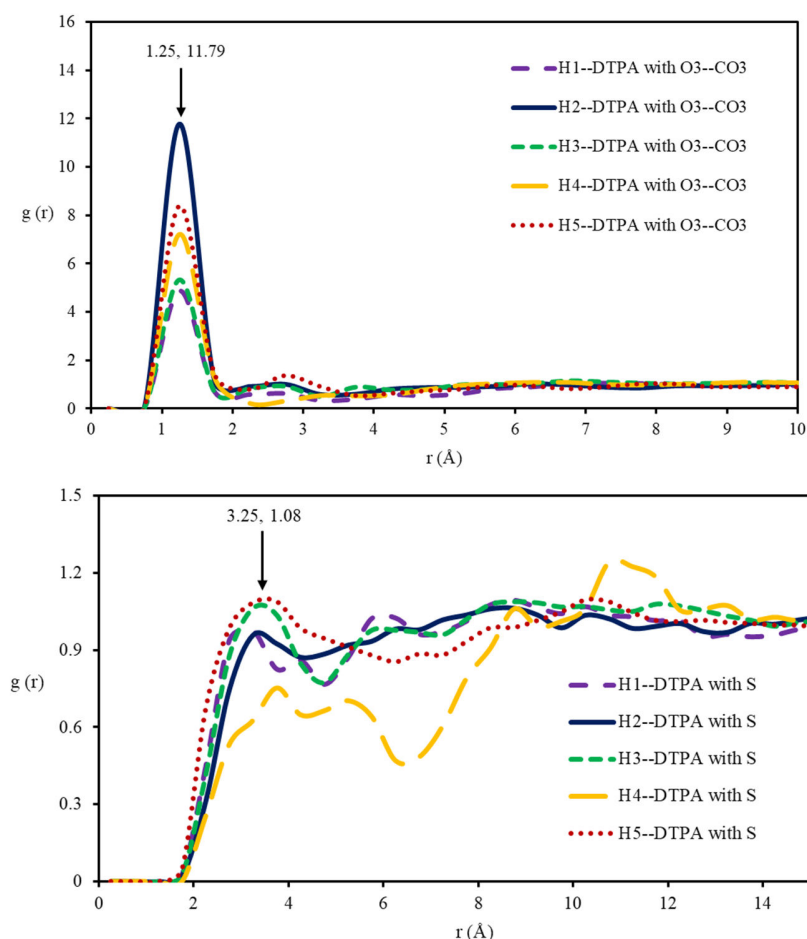 16
1.25, 11.79
14
H1--DTPA with O3--CO3
12
H2--DTPA with O3--CO3
10
H3--DTPA with O3--CO3
g (r)
8
H4--DTPA with O3--CO3
6
H5--DTPA with O3--CO3
4
2
0
0 1 2 3 4 5 6 7 8 9 10
r (Å)
1.5
3.25, 1.08
1.2
0.9
g (r)
H1--DTPA with S
0.6
H2--DTPA with S
H3--DTPA with S
0.3
H4--DTPA with S
H5--DTPA with S
0
0 2 4 6 8 10 12 14
r (Å)